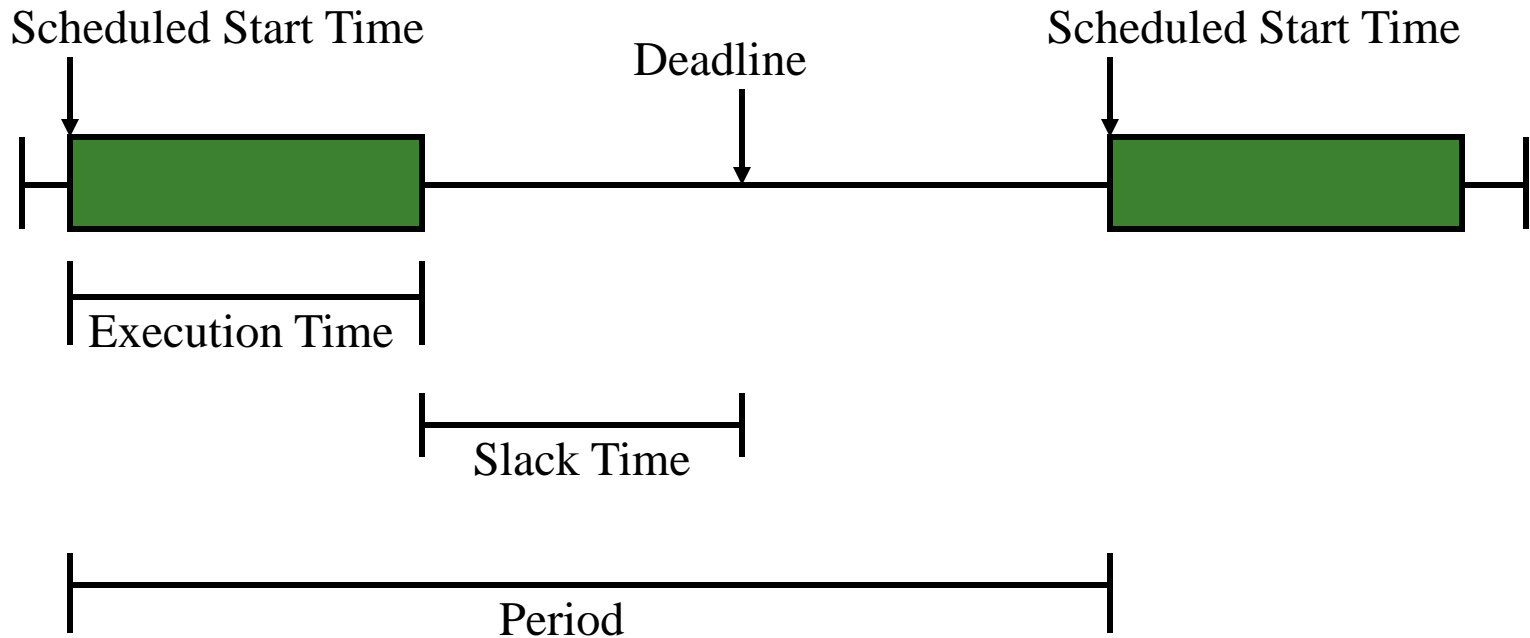 Scheduled Start Time
Scheduled Start Time
Deadline
Execution Time
Slack Time
Period